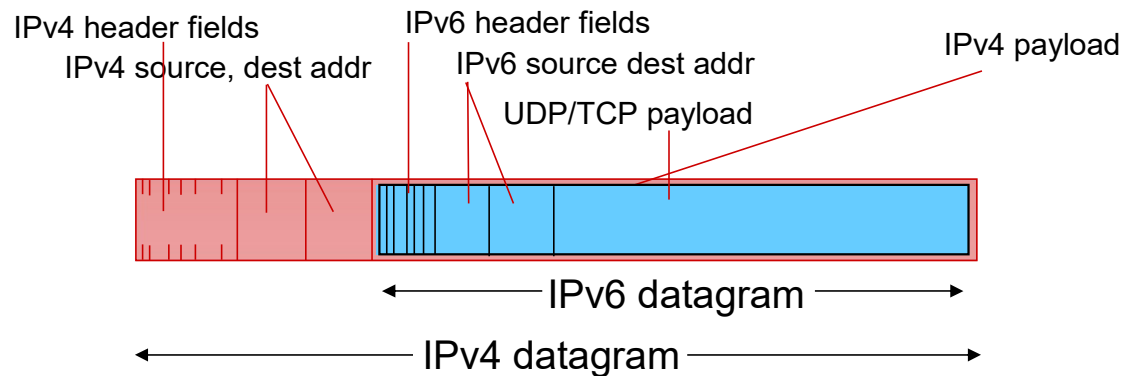 IPv4 header fields
IPv6 header fields
IPv4 payload
IPv4 source, dest addr
IPv6 source dest addr
UDP/TCP payload
IPv6 datagram
IPv4 datagram